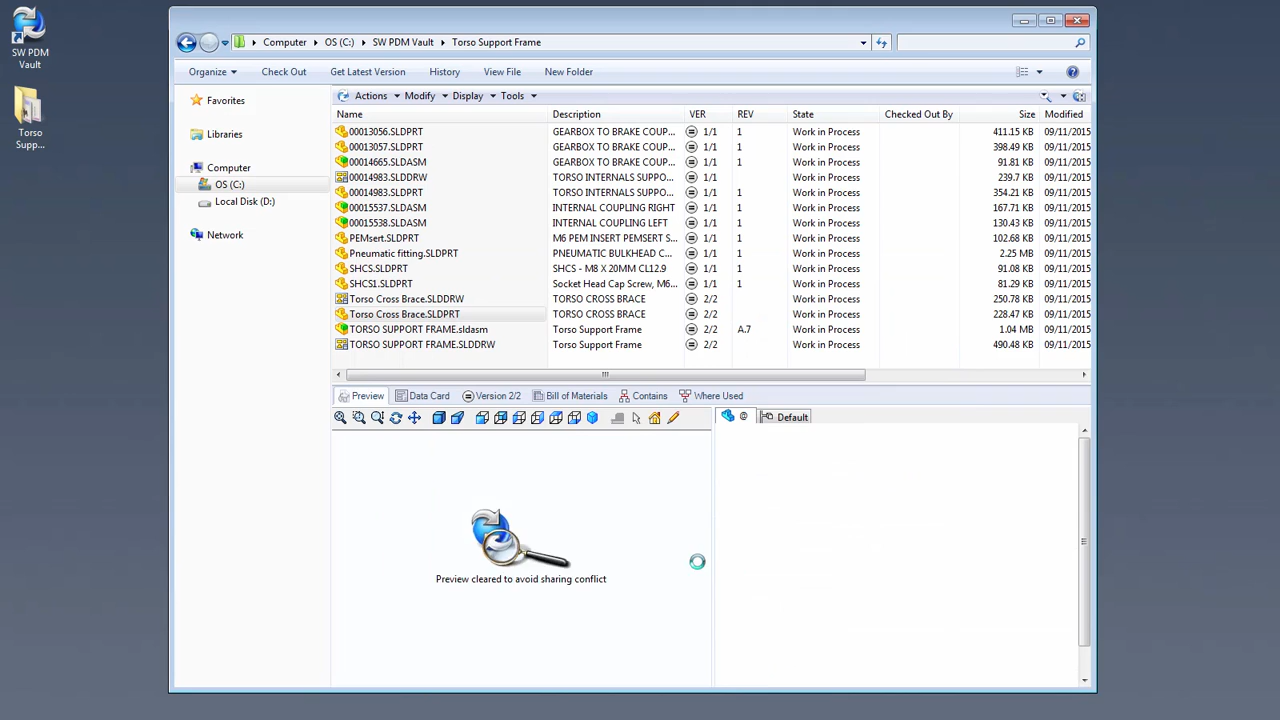 SW PDM
Vault
Torso
Supp...
Computer OS (C:) SW PDM Vault Torso Support Frame
Organize Check Out Get Latest Version History View File New Folder
Favorites
Libraries
Computer
OS (C:)
Local Disk (D:)
Network
Actions Modify Display Tools
Name Description VER REV State Checked Out By Size Modified
00013056.SLDPRT GEARBOX TO BRAKE COUP... 1/1 1 Work in Process 411.15 KB 09/11/2015
00013057.SLDPRT GEARBOX TO BRAKE COUP... 1/1 1 Work in Process 398.49 KB 09/11/2015
00014665.SLDASM GEARBOX TO BRAKE COUP... 1/1 1 Work in Process 91.81 KB 09/11/2015
00014983.SLDDRW TORSO INTERNALS SUPPO... 1/1 Work in Process 239.7 KB 09/11/2015
00014983.SLDPRT TORSO INTERNALS SUPPO... 1/1 1 Work in Process 354.21 KB 09/11/2015
00015537.SLDASM INTERNAL COUPLING RIGHT 1/1 1 Work in Process 167.71 KB 09/11/2015
00015538.SLDASM INTERNAL COUPLING LEFT 1/1 1 Work in Process 130.43 KB 09/11/2015
PEMsert.SLDPRT M6 PEM INSERT PEMSERT S... 1/1 1 Work in Process 102.68 KB 09/11/2015
Pneumatic fitting.SLDPRT PNEUMATIC BULKHEAD C... 1/1 1 Work in Process 2.25 MB 09/11/2015
SHCS.SLDPRT SHCS - M8 X 20MM CL12.9 1/1 1 Work in Process 91.08 KB 09/11/2015
SHCS1.SLDPRT Socket Head Cap Screw, M6... 1/1 1 Work in Process 81.29 KB 09/11/2015
Torso Cross Brace.SLDDRW TORSO CROSS BRACE 2/2 Work in Process 250.78 KB 09/11/2015
Torso Cross Brace.SLDPRT TORSO CROSS BRACE 2/2 Work in Process 228.47 KB 09/11/2015
TORSO SUPPORT FRAME.sldasm Torso Support Frame 2/2 A.7 Work in Process 1.04 MB 09/11/2015
TORSO SUPPORT FRAME.SLDDRW Torso Support Frame 2/2 Work in Process 490.48 KB 09/11/2015
Preview Data Card Version 2/2 Bill of Materials Contains Where Used
@ Default
Preview cleared to avoid sharing conflict